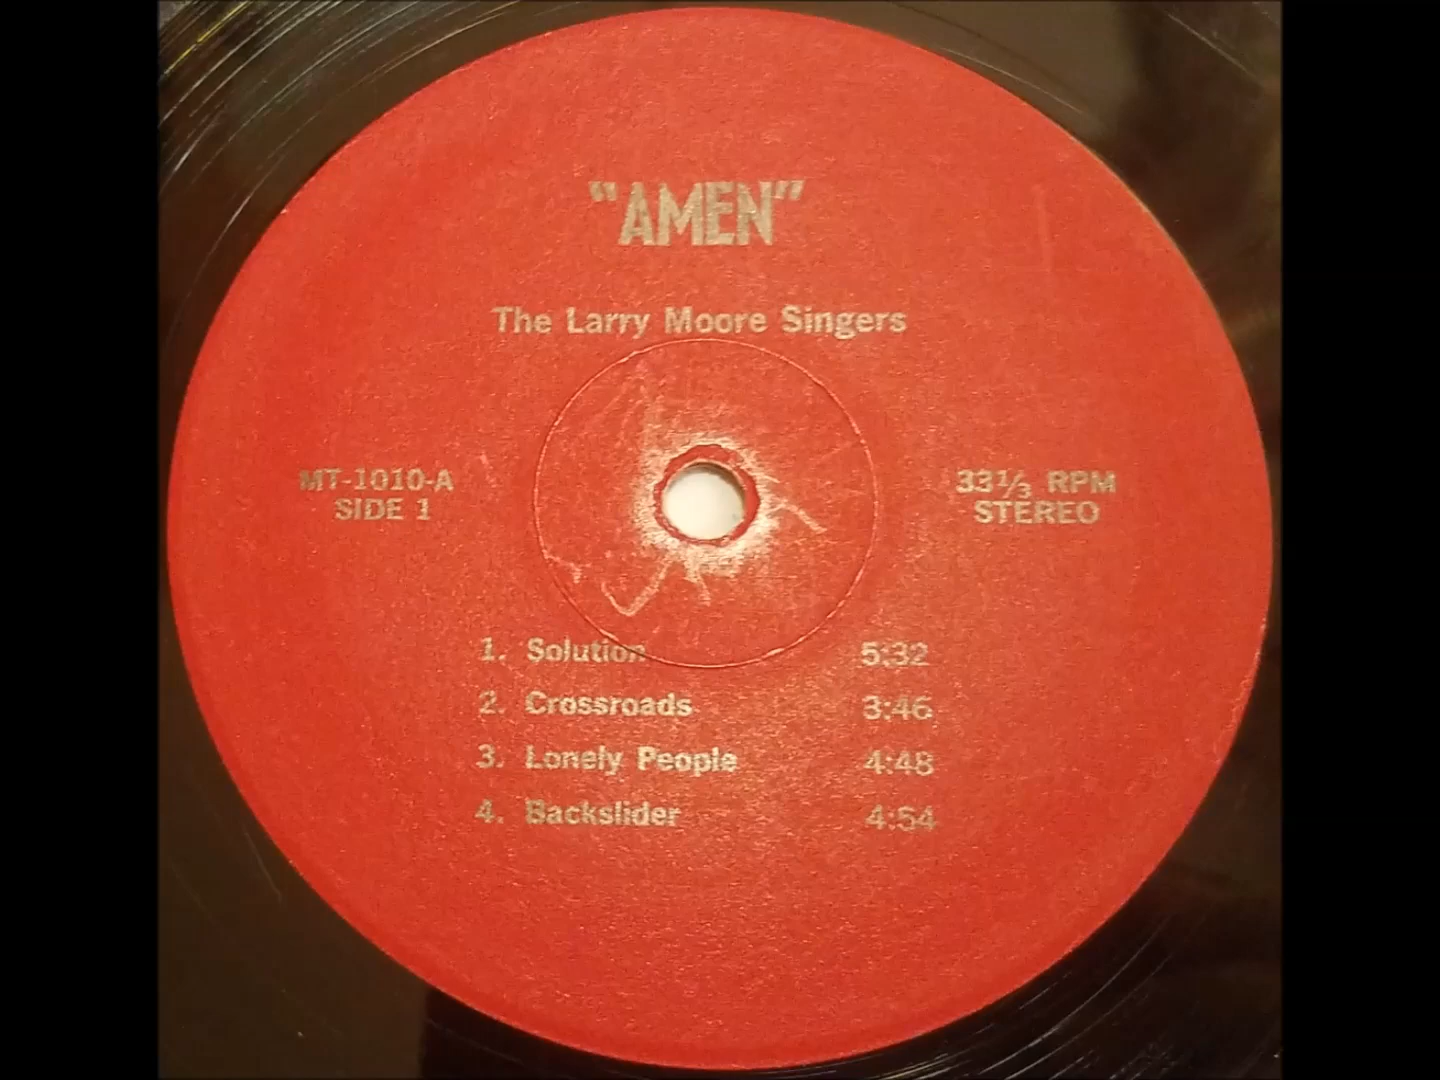 "AMEN"
The Larry Moore Singers
MT-1010-A
SIDE 1
33⅓ RPM
STEREO
1. Solution 5:32
2. Crossroads 3:46
3. Lonely People 4:48
4. Backslider 4:54